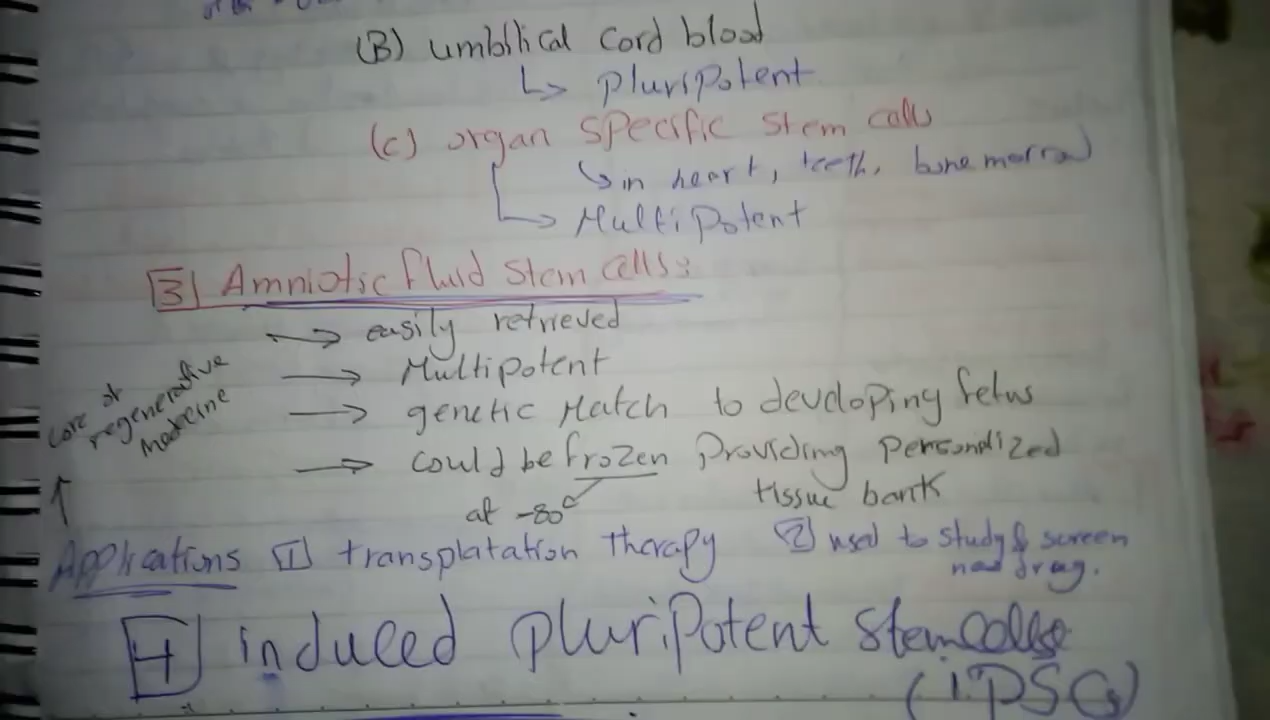 (B) umbilical cord blood
↳ pluripotent
(c) organ specific stem cells
↳ in heart, teeth, bone marrow
↳ Multipotent
3 Amniotic fluid stem cells:
→ easily retrieved
→ Multipotent
→ genetic Match to developing fetus
→ could be frozen providing personalized
at -80° tissue bank
core of
regenerative
medicine
↑
Applications 1 transplatation therapy 2 used to study & screen
new drug.
4 induced pluripotent stem cells
(iPSCs)